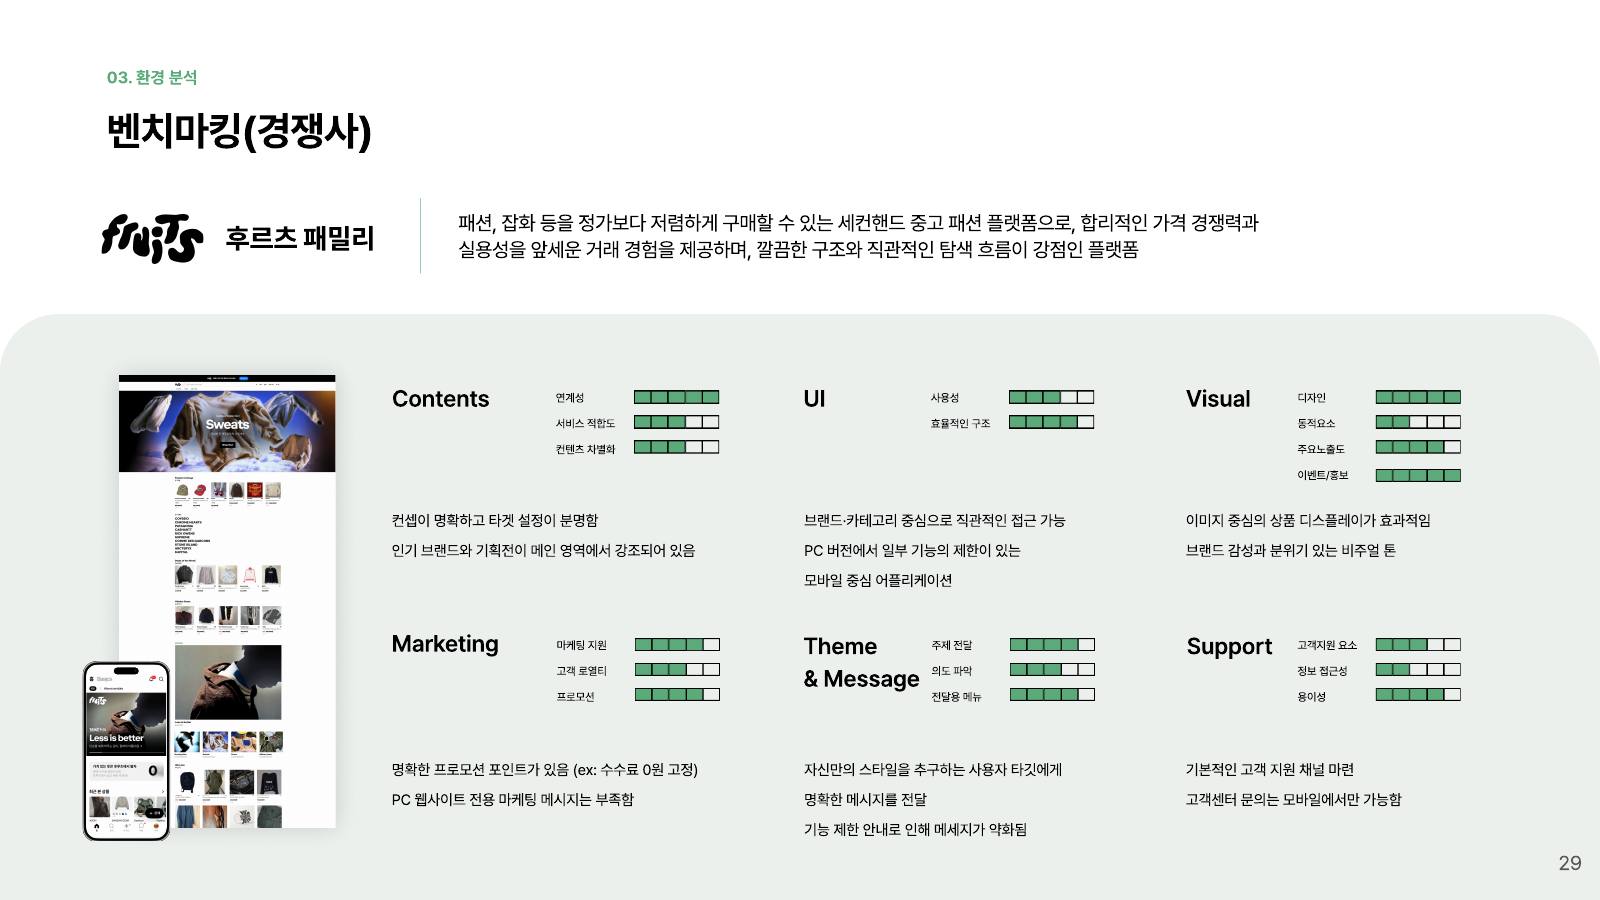 03. 환경 분석
벤치마킹(경쟁사)
fruiTS
후르츠 패밀리
패션, 잡화 등을 정가보다 저렴하게 구매할 수 있는 세컨핸드 중고 패션 플랫폼으로, 합리적인 가격 경쟁력과
실용성을 앞세운 거래 경험을 제공하며, 깔끔한 구조와 직관적인 탐색 흐름이 강점인 플랫폼
Sweats
Less is better
0
Contents
연계성
서비스 적합도
컨텐츠 차별화
컨셉이 명확하고 타겟 설정이 분명함
인기 브랜드와 기획전이 메인 영역에서 강조되어 있음
UI
사용성
효율적인 구조
브랜드·카테고리 중심으로 직관적인 접근 가능
PC 버전에서 일부 기능의 제한이 있는
모바일 중심 어플리케이션
Visual
디자인
동적요소
주요노출도
이벤트/홍보
이미지 중심의 상품 디스플레이가 효과적임
브랜드 감성과 분위기 있는 비주얼 톤
Marketing
마케팅 지원
고객 로열티
프로모션
명확한 프로모션 포인트가 있음 (ex: 수수료 0원 고정)
PC 웹사이트 전용 마케팅 메시지는 부족함
Theme
& Message
주제 전달
의도 파악
전달용 메뉴
자신만의 스타일을 추구하는 사용자 타깃에게
명확한 메시지를 전달
기능 제한 안내로 인해 메세지가 약화됨
Support
고객지원 요소
정보 접근성
용이성
기본적인 고객 지원 채널 마련
고객센터 문의는 모바일에서만 가능함
29